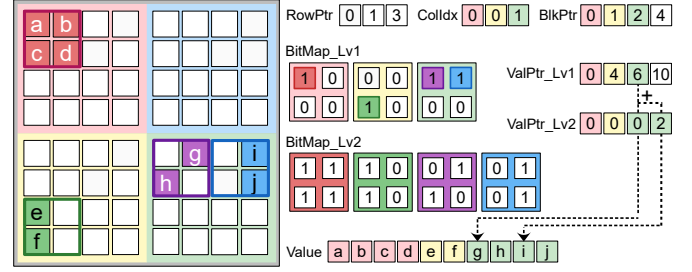 a b
c d
g i
h j
e
f
RowPtr 0 1 3 ColIdx 0 0 1 BlkPtr 0 1 2 4
BitMap_Lv1
1 0 0 0 1 1
0 0 1 0 0 0
ValPtr_Lv1 0 4 6 10
+
ValPtr_Lv2 0 0 0 2
BitMap_Lv2
1 1 1 0 0 1 0 1
1 1 1 0 1 0 0 1
Value a b c d e f g h i j